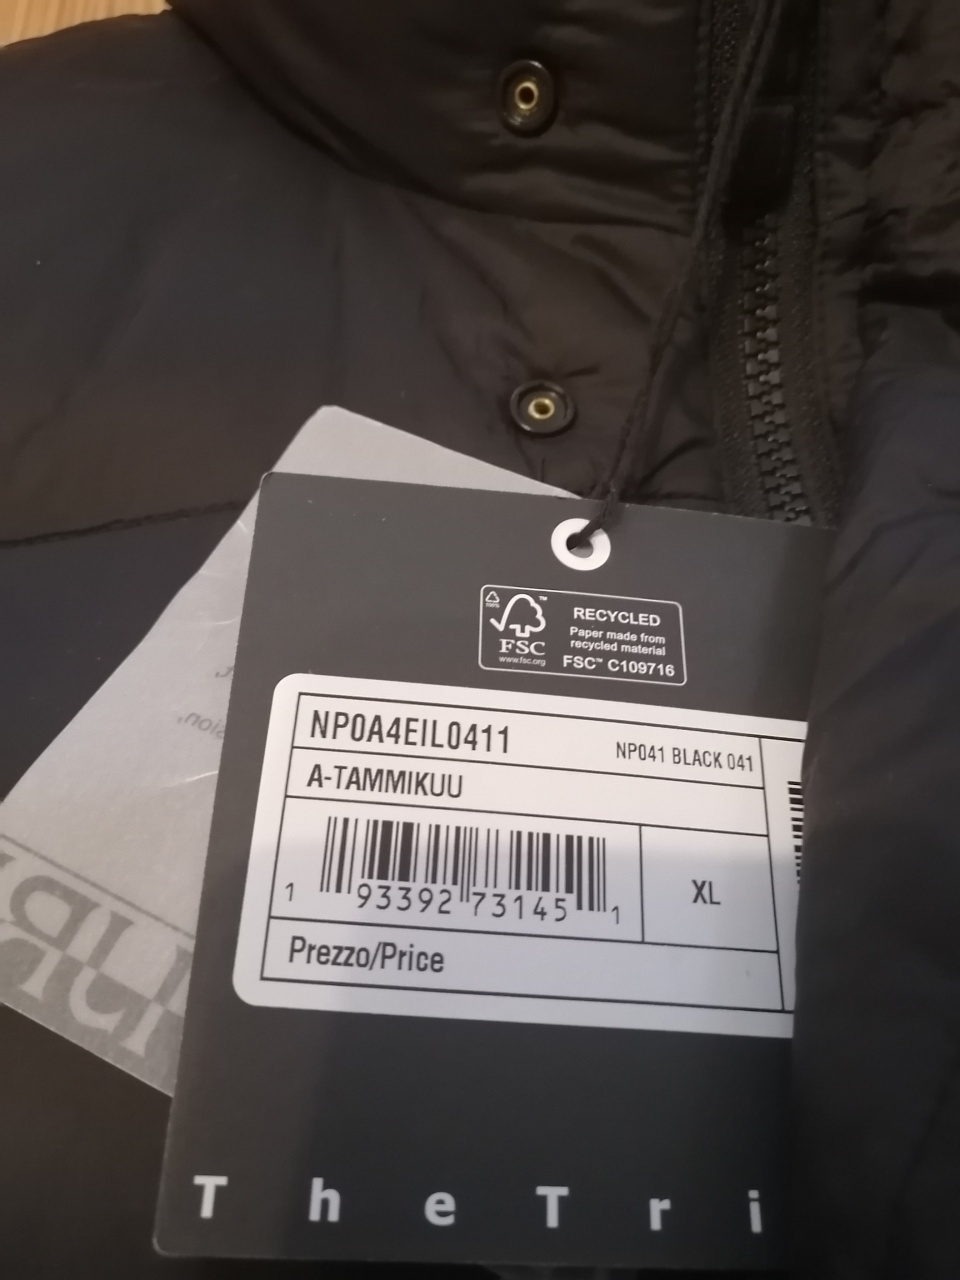 RECYCLED
Paper made from
recycled material
FSC™ C109716
FSC
www.fsc.org
NP0A4EIL0411
NP041 BLACK 041
A-TAMMIKUU
1 93392 73145 1
XL
Prezzo/Price
TheTri